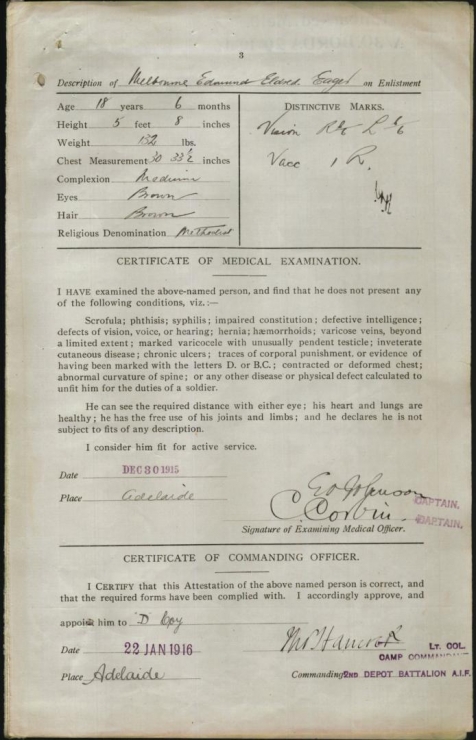 3
Description of Melbourne Edmund Eldred Eagel on Enlistment
Age 18 years 6 months
Height 5 feet 8 inches
Weight 132 lbs.
Chest Measurement 30 33½ inches
Complexion Medium
Eyes Brown
Hair Brown
Religious Denomination Methodist
DISTINCTIVE MARKS.
Vision R 6/6 L 6/6
Vacc 1 R.
CERTIFICATE OF MEDICAL EXAMINATION.
I HAVE examined the above-named person, and find that he does not present any
of the following conditions, viz.:—
Scrofula; phthisis; syphilis; impaired constitution; defective intelligence;
defects of vision, voice, or hearing; hernia; hæmorrhoids; varicose veins, beyond
a limited extent; marked varicocele with unusually pendent testicle; inveterate
cutaneous disease; chronic ulcers; traces of corporal punishment, or evidence of
having been marked with the letters D. or B.C.; contracted or deformed chest;
abnormal curvature of spine; or any other disease or physical defect calculated to
unfit him for the duties of a soldier.
He can see the required distance with either eye; his heart and lungs are
healthy; he has the free use of his joints and limbs; and he declares he is not
subject to fits of any description.
I consider him fit for active service.
Date DEC 30 1915
Place Adelaide
Johnson CAPTAIN.
C. Corbin. CAPTAIN.
Signature of Examining Medical Officer.
CERTIFICATE OF COMMANDING OFFICER.
I CERTIFY that this Attestation of the above named person is correct, and
that the required forms have been complied with. I accordingly approve, and
appoint him to D Coy
Date 22 JAN 1916
Hancock LT. COL.
CAMP COMMANDANT
Place Adelaide
Commanding 2ND DEPOT BATTALION A.I.F.